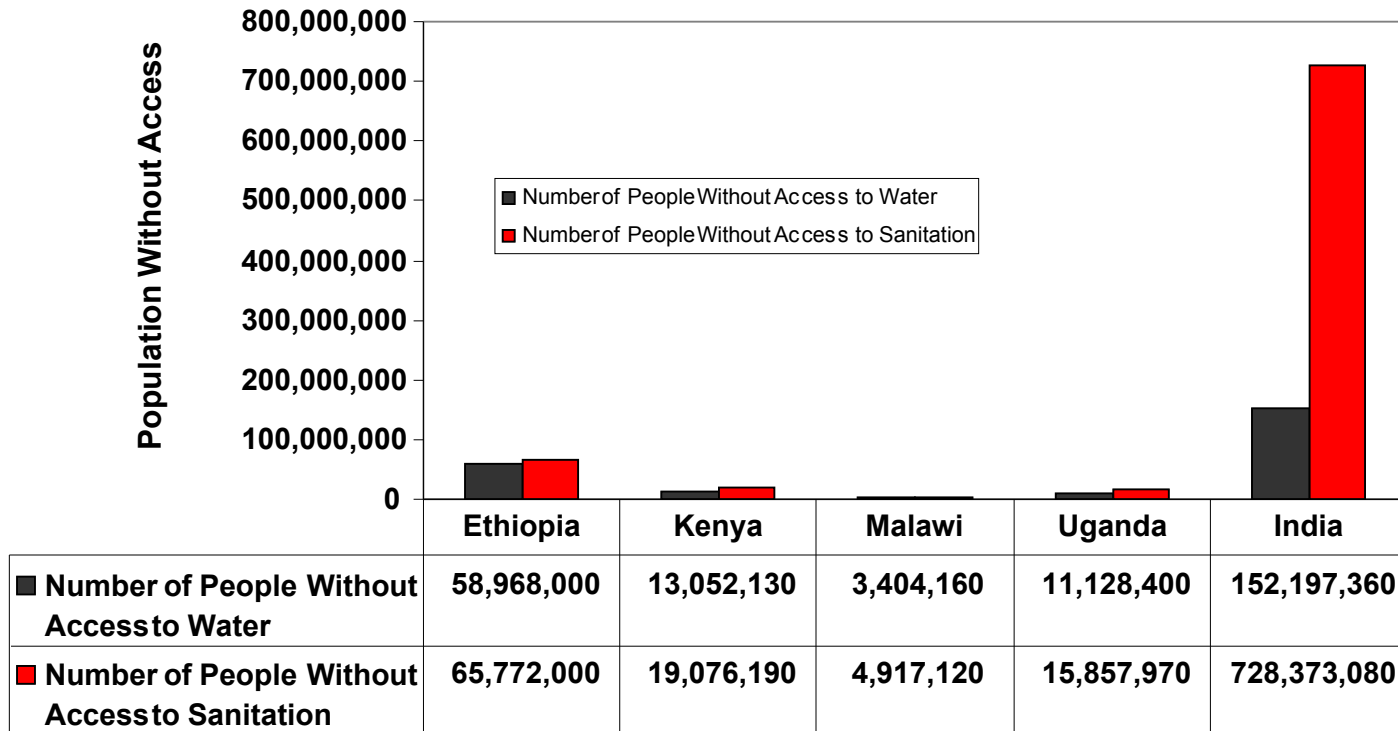 800,000,000
700,000,000
600,000,000
500,000,000
400,000,000
300,000,000
200,000,000
100,000,000
0
Population Without Access
Number of People Without Access to Water
Number of People Without Access to Sanitation
Ethiopia Kenya Malawi Uganda India
Number of People Without
Access to Water
58,968,000 13,052,130 3,404,160 11,128,400 152,197,360
Number of People Without
Access to Sanitation
65,772,000 19,076,190 4,917,120 15,857,970 728,373,080